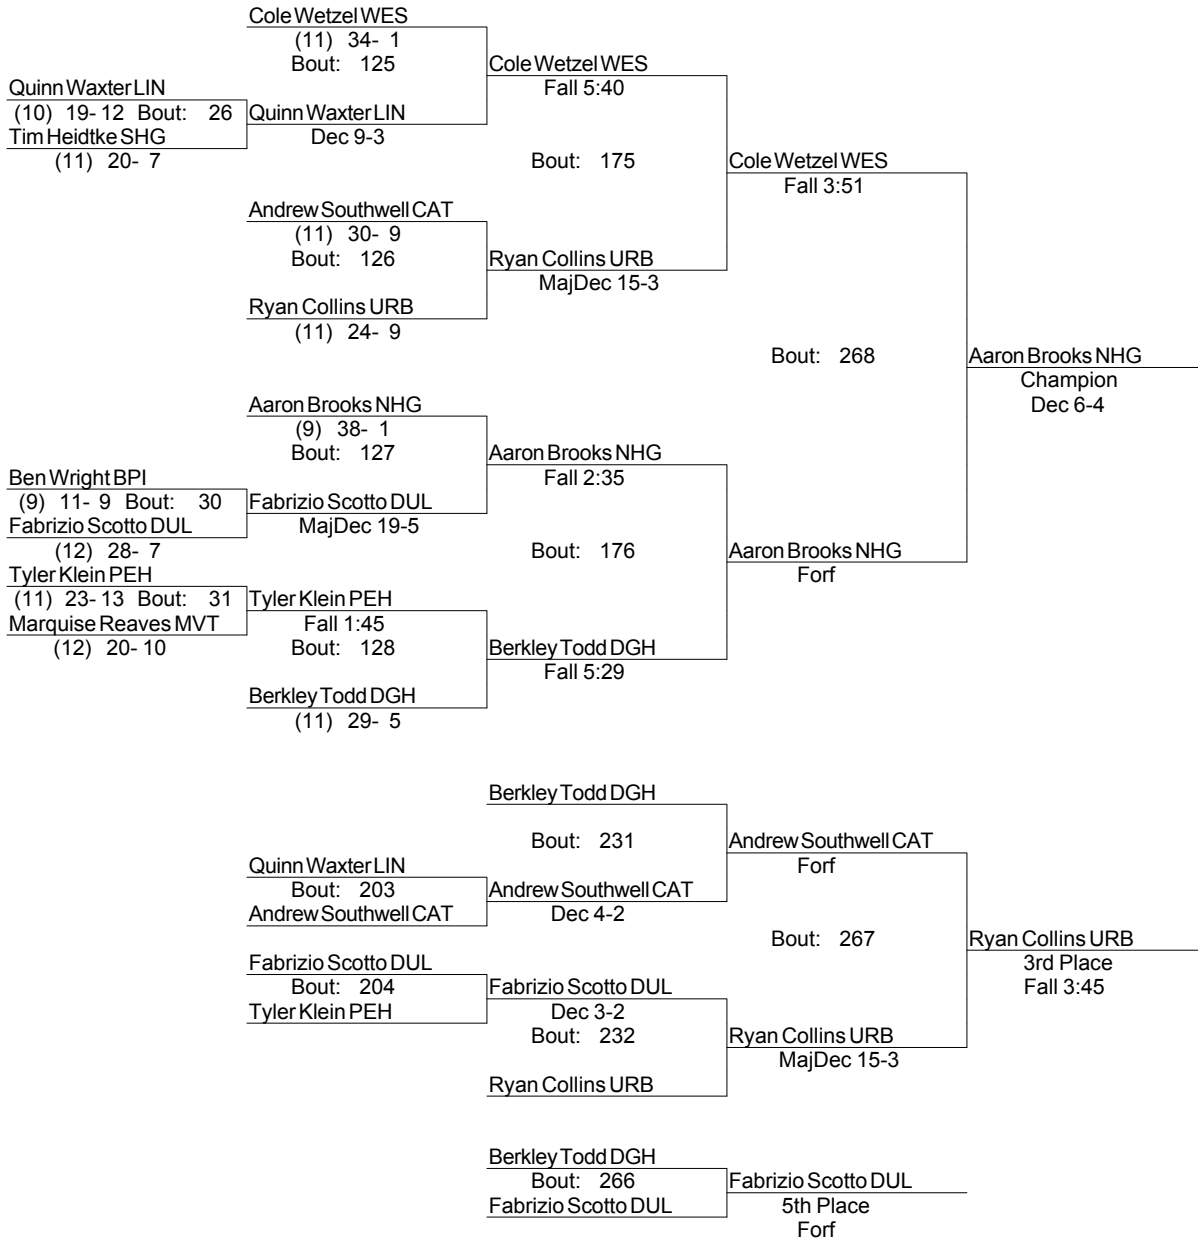 Cole Wetzel WES
(11) 34- 1
Bout: 125
Cole Wetzel WES
Fall 5:40
Quinn Waxter LIN
(10) 19- 12 Bout: 26
Quinn Waxter LIN
Tim Heidtke SHG
Dec 9-3
(11) 20- 7
Bout: 175
Cole Wetzel WES
Fall 3:51
Andrew Southwell CAT
(11) 30- 9
Bout: 126
Ryan Collins URB
MajDec 15-3
Ryan Collins URB
(11) 24- 9
Bout: 268
Aaron Brooks NHG
Champion
Dec 6-4
Aaron Brooks NHG
(9) 38- 1
Bout: 127
Aaron Brooks NHG
Fall 2:35
Ben Wright BPI
(9) 11- 9 Bout: 30
Fabrizio Scotto DUL
Fabrizio Scotto DUL
MajDec 19-5
(12) 28- 7
Bout: 176
Aaron Brooks NHG
Forf
Tyler Klein PEH
(11) 23- 13 Bout: 31
Tyler Klein PEH
Marquise Reaves MVT
Fall 1:45
(12) 20- 10
Bout: 128
Berkley Todd DGH
Fall 5:29
Berkley Todd DGH
(11) 29- 5
Berkley Todd DGH
Bout: 231
Andrew Southwell CAT
Forf
Quinn Waxter LIN
Bout: 203
Andrew Southwell CAT
Andrew Southwell CAT
Dec 4-2
Bout: 267
Ryan Collins URB
3rd Place
Fall 3:45
Fabrizio Scotto DUL
Bout: 204
Tyler Klein PEH
Fabrizio Scotto DUL
Dec 3-2
Bout: 232
Ryan Collins URB
MajDec 15-3
Ryan Collins URB
Berkley Todd DGH
Bout: 266
Fabrizio Scotto DUL
Fabrizio Scotto DUL
5th Place
Forf